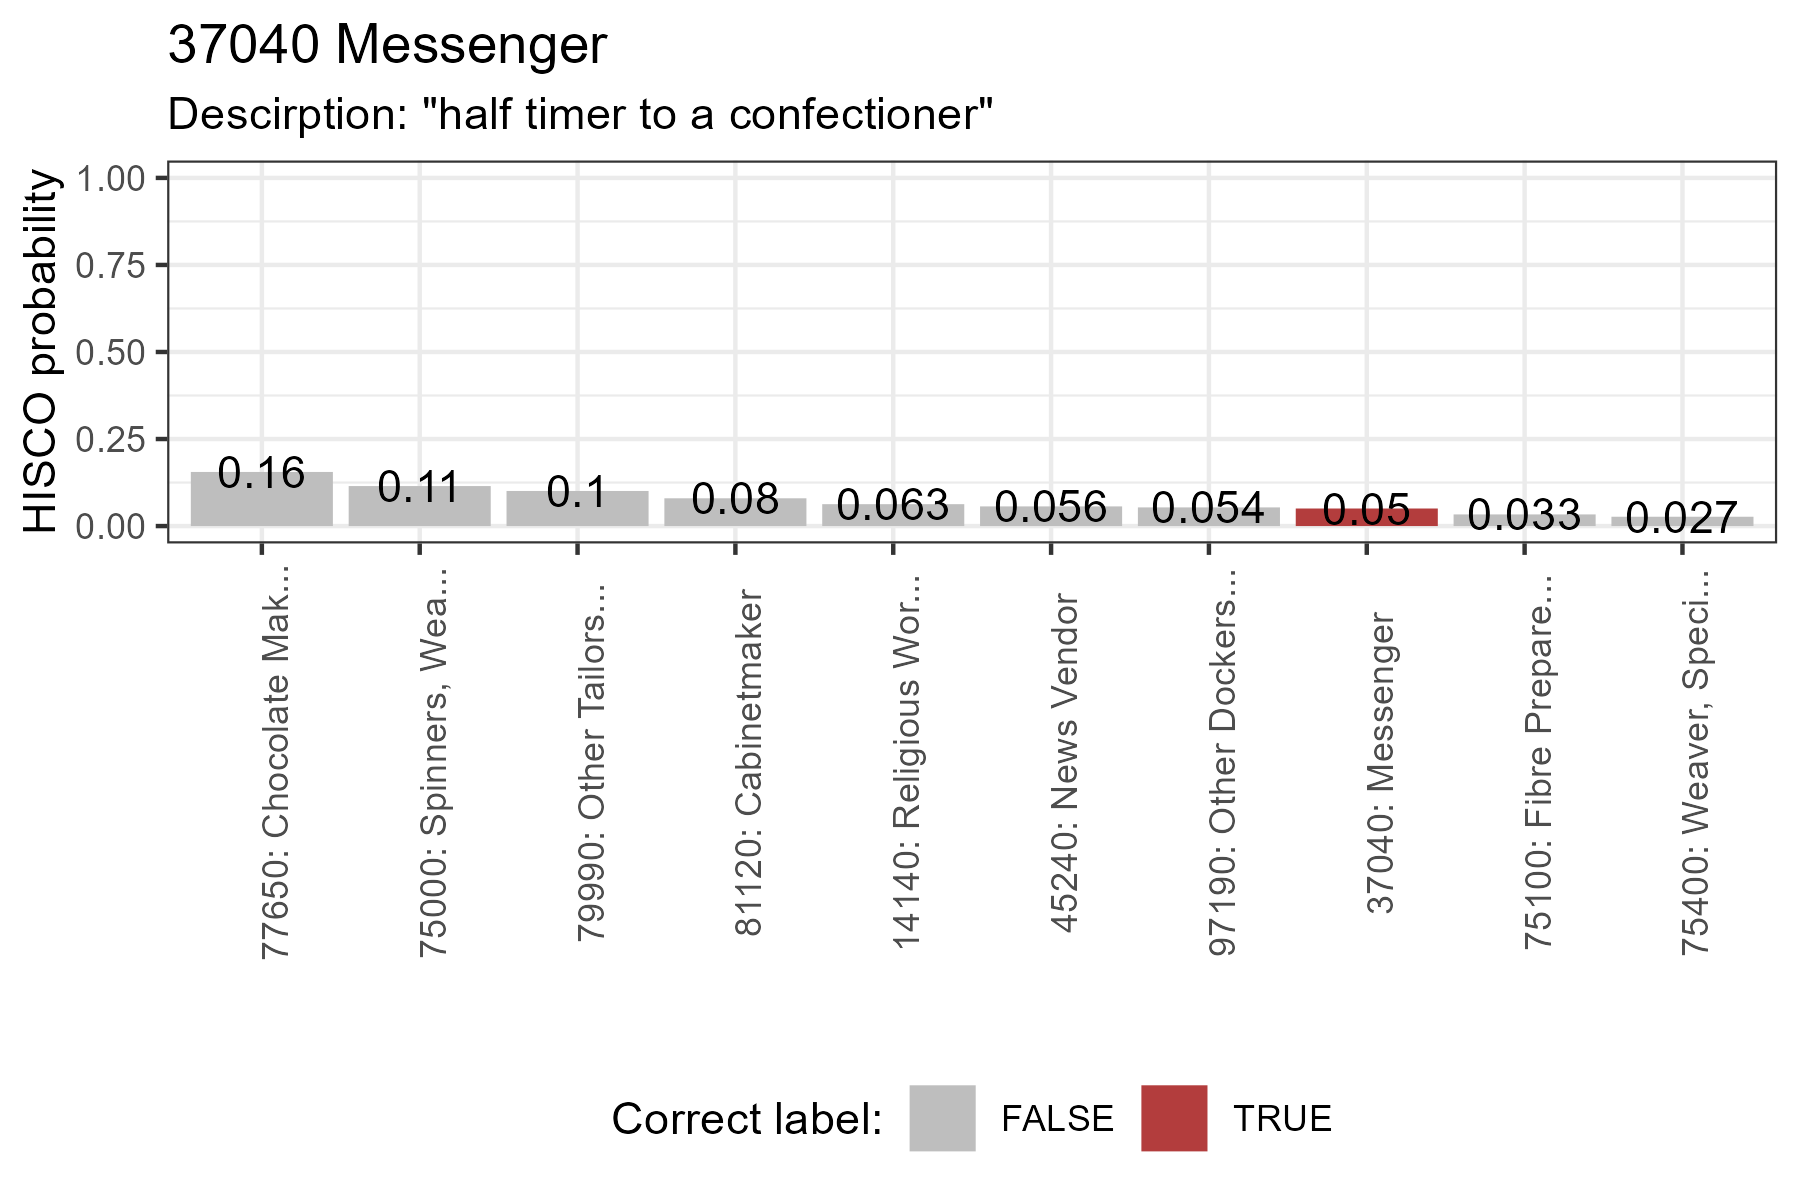 37040 Messenger
Descirption: "half timer to a confectioner"
HISCO probability
1.00
0.75
0.50
0.25
0.00
0.16
0.11
0.1
0.08
0.063
0.056
0.054
0.05
0.033
0.027
77650: Chocolate Mak...
75000: Spinners, Wea...
79990: Other Tailors...
81120: Cabinetmaker
14140: Religious Wor...
45240: News Vendor
97190: Other Dockers...
37040: Messenger
75100: Fibre Prepare...
75400: Weaver, Speci...
Correct label:
FALSE
TRUE